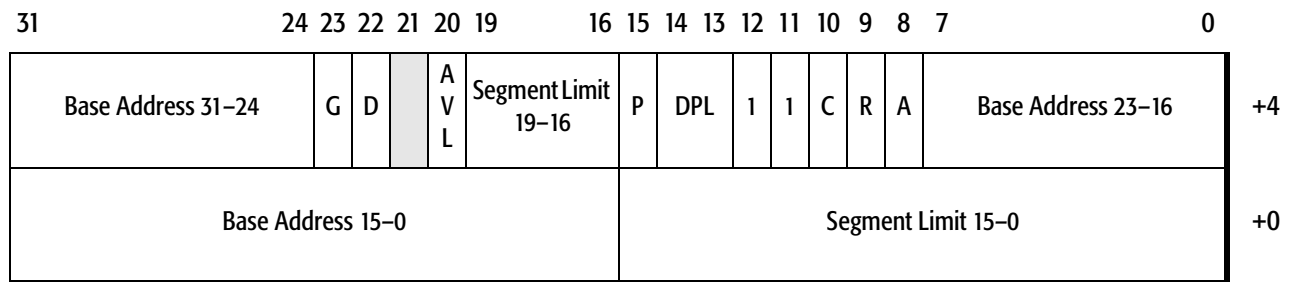 31 24 23 22 21 20 19 16 15 14 13 12 11 10 9 8 7 0
Base Address 31–24 G D A V L Segment Limit 19–16 P DPL 1 1 C R A Base Address 23–16 +4
Base Address 15–0 Segment Limit 15–0 +0